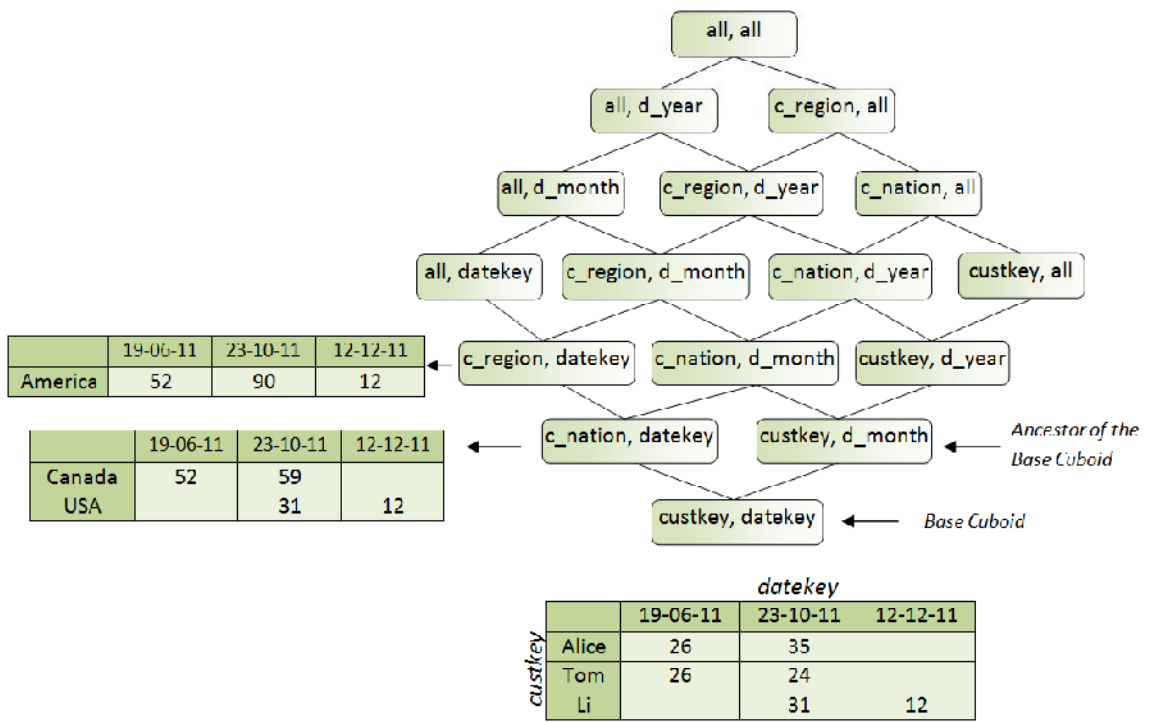 all, all
all, d_year
c_region, all
all, d_month
c_region, d_year
c_nation, all
all, datekey
c_region, d_month
c_nation, d_year
custkey, all
c_region, datekey
c_nation, d_month
custkey, d_year
19-06-11 23-10-11 12-12-11
America 52 90 12
c_nation, datekey
custkey, d_month
Ancestor of the
Base Cuboid
19-06-11 23-10-11 12-12-11
Canada 52 59
USA 31 12
custkey, datekey
Base Cuboid
datekey
custkey
19-06-11 23-10-11 12-12-11
Alice 26 35
Tom 26 24
Li 31 12